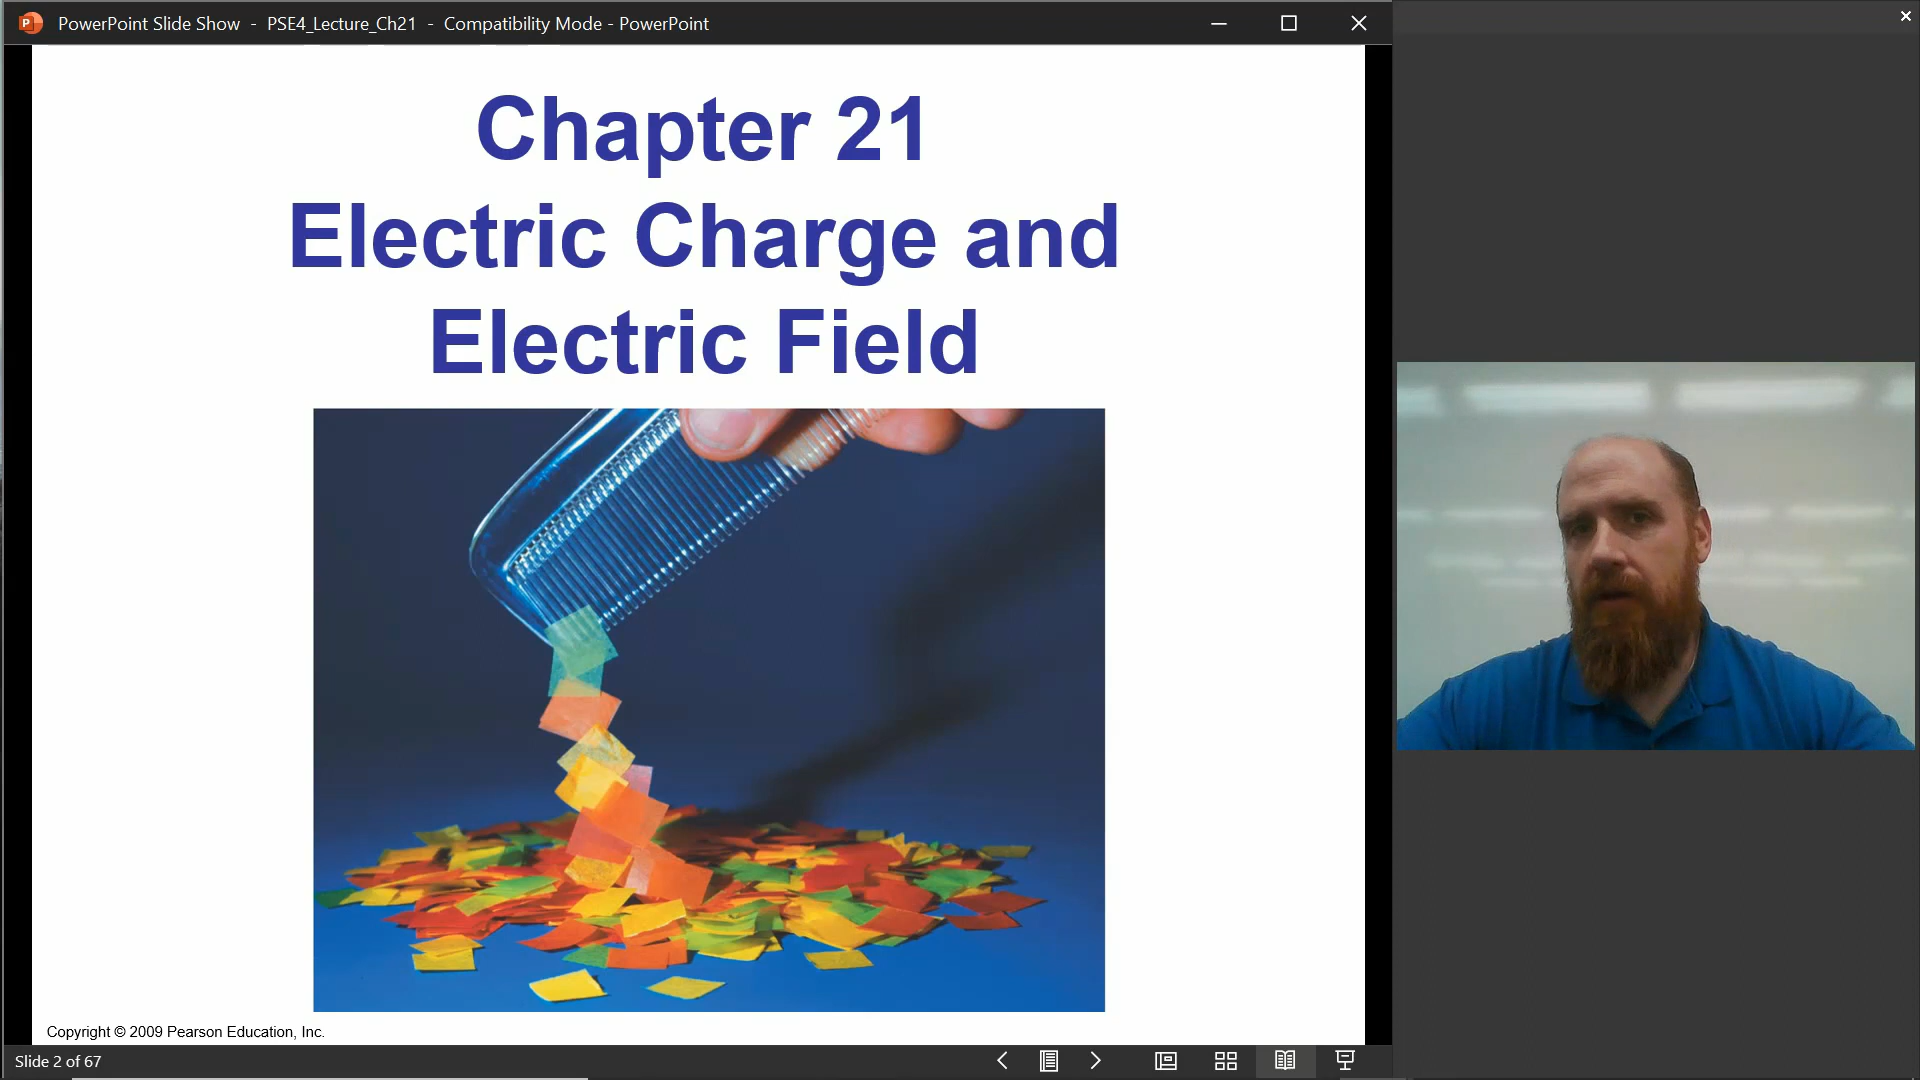 PowerPoint Slide Show - PSE4_Lecture_Ch21 - Compatibility Mode - PowerPoint
Chapter 21
Electric Charge and
Electric Field
Copyright © 2009 Pearson Education, Inc.
Slide 2 of 67